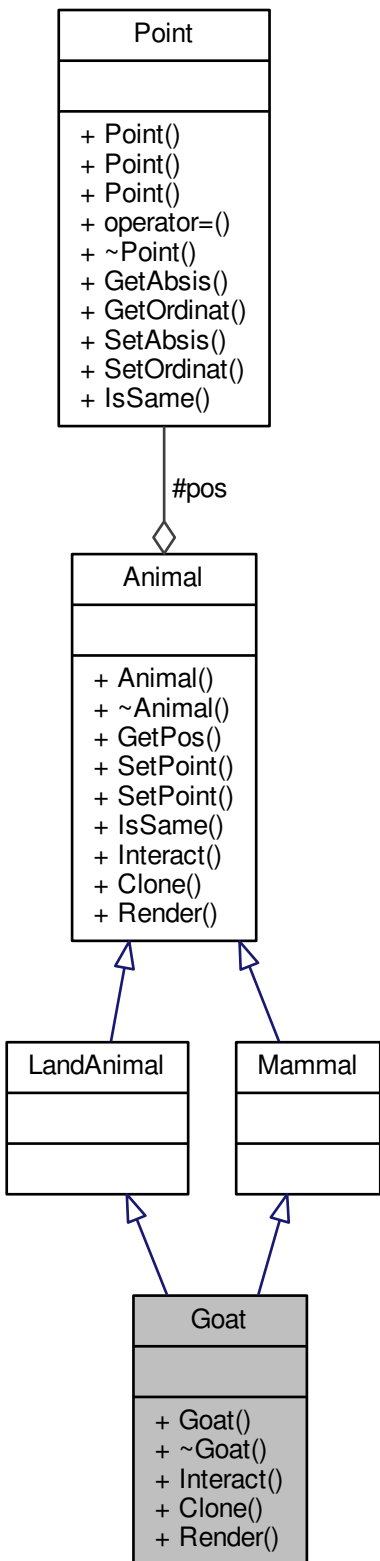 Point
+ Point()
+ Point()
+ Point()
+ operator=()
+ ~Point()
+ GetAbsis()
+ GetOrdinat()
+ SetAbsis()
+ SetOrdinat()
+ IsSame()
#pos
Animal
+ Animal()
+ ~Animal()
+ GetPos()
+ SetPoint()
+ SetPoint()
+ IsSame()
+ Interact()
+ Clone()
+ Render()
LandAnimal
Mammal
Goat
+ Goat()
+ ~Goat()
+ Interact()
+ Clone()
+ Render()